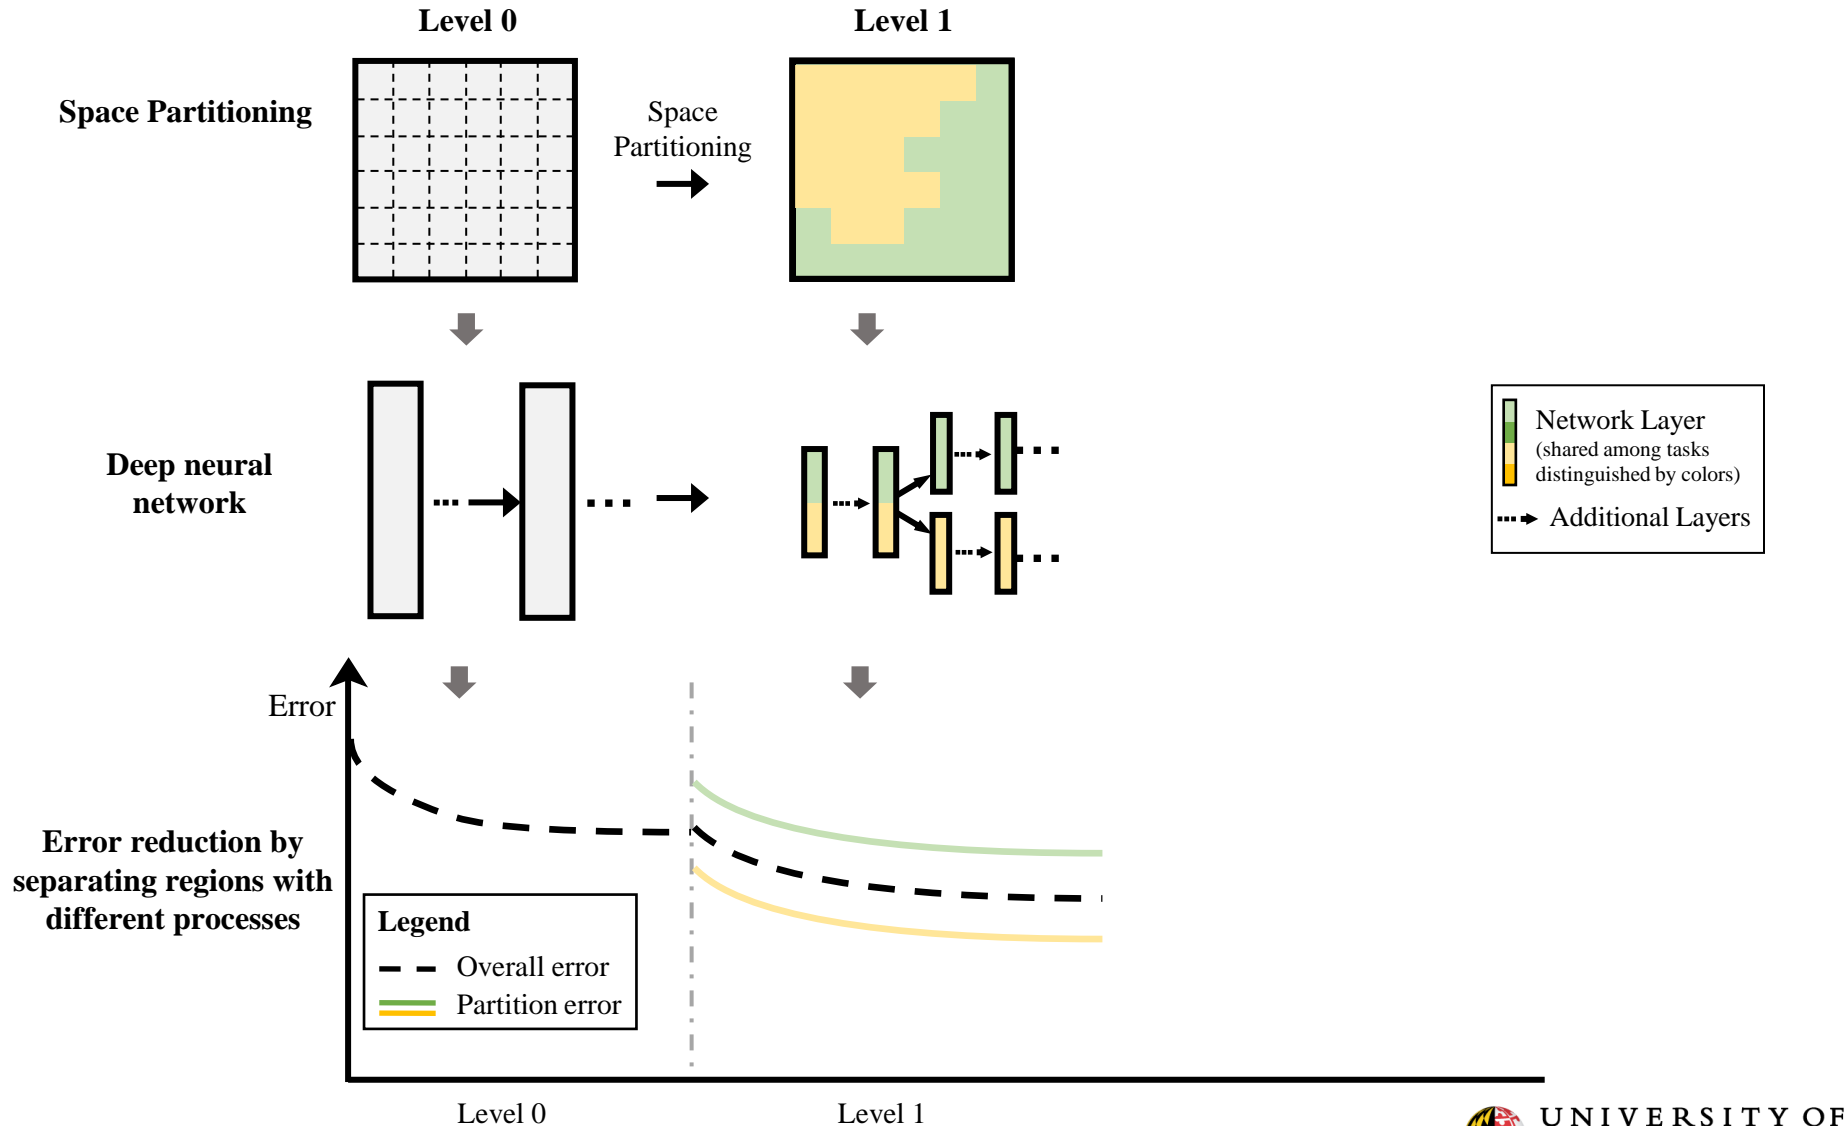 Level 0
Level 1
Space Partitioning
Space
Partitioning
Deep neural
network
Network Layer
(shared among tasks
distinguished by colors)
Additional Layers
Error
Error reduction by
separating regions with
different processes
Legend
Overall error
Partition error
Level 0
Level 1
UNIVERSITY OF